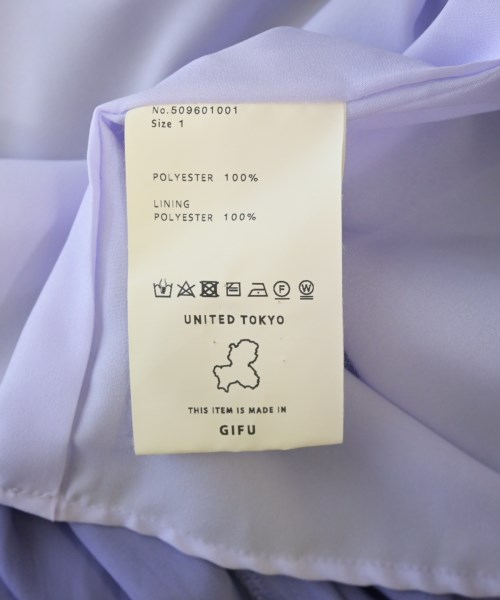 No.509601001
Size 1
POLYESTER 100%
LINING
POLYESTER 100%
F W
UNITED TOKYO
THIS ITEM IS MADE IN
GIFU